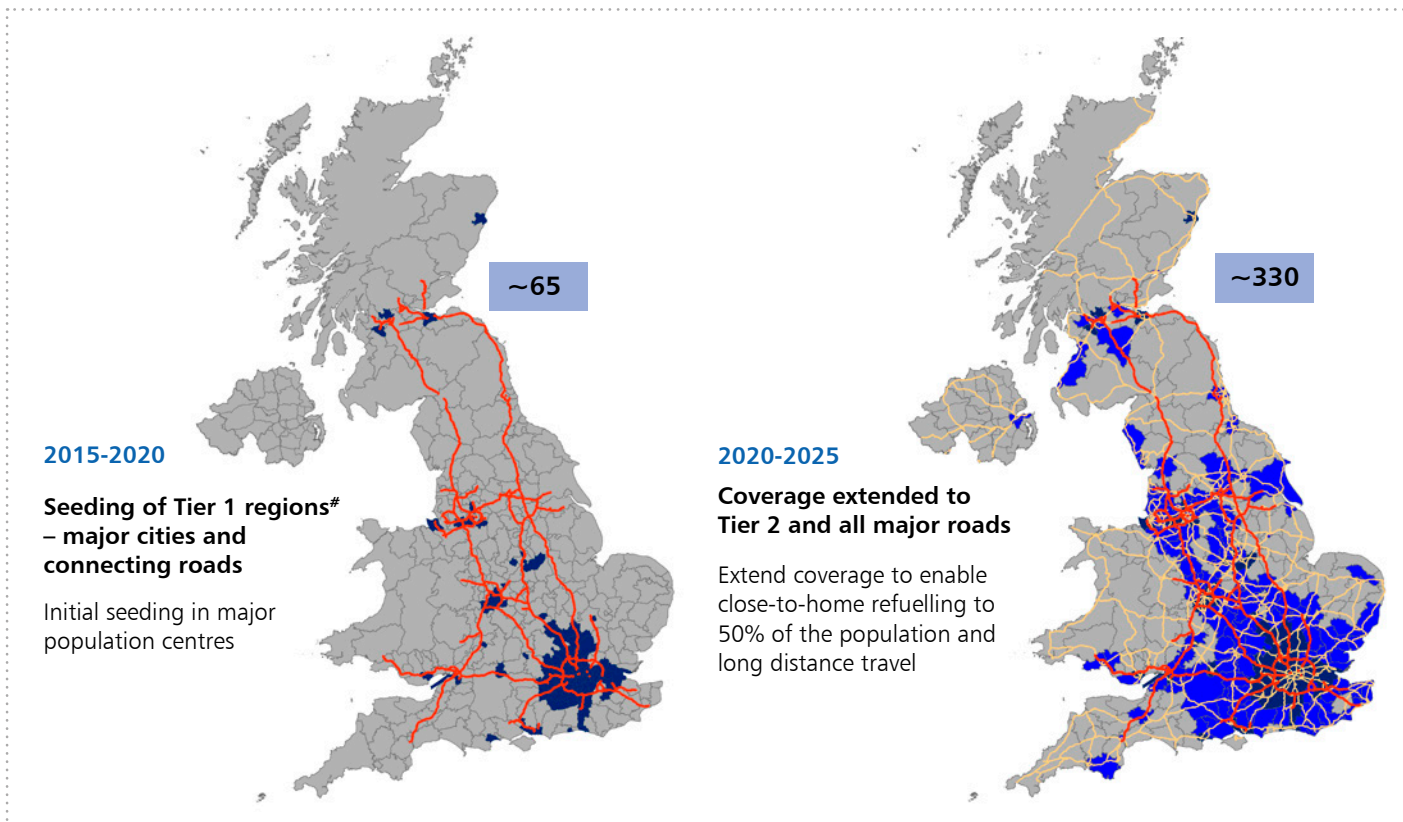 ~65
2015-2020
Seeding of Tier 1 regions#
– major cities and
connecting roads
Initial seeding in major
population centres
~330
2020-2025
Coverage extended to
Tier 2 and all major roads
Extend coverage to enable
close-to-home refuelling to
50% of the population and
long distance travel